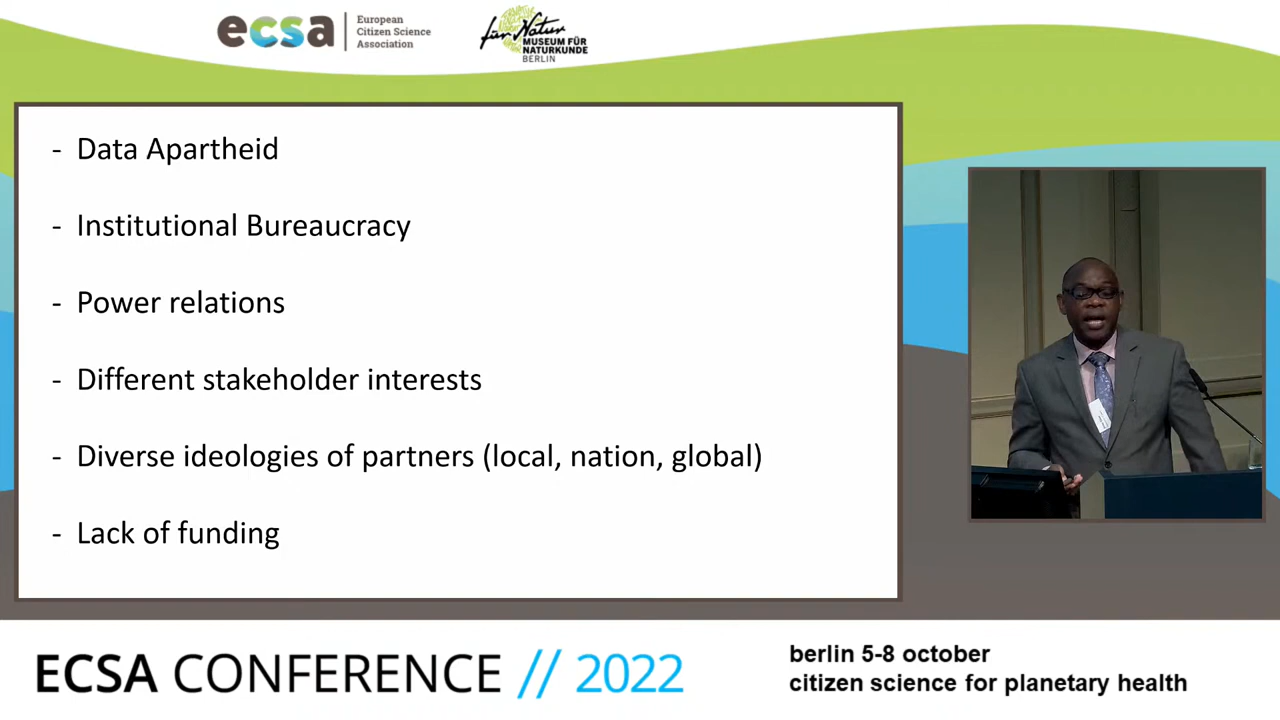 ecsa
European
Citizen Science
Association
für Natur
MUSEUM FÜR
NATURKUNDE
BERLIN
- Data Apartheid
- Institutional Bureaucracy
- Power relations
- Different stakeholder interests
- Diverse ideologies of partners (local, nation, global)
- Lack of funding
ECSA CONFERENCE // 2022
berlin 5-8 october
citizen science for planetary health